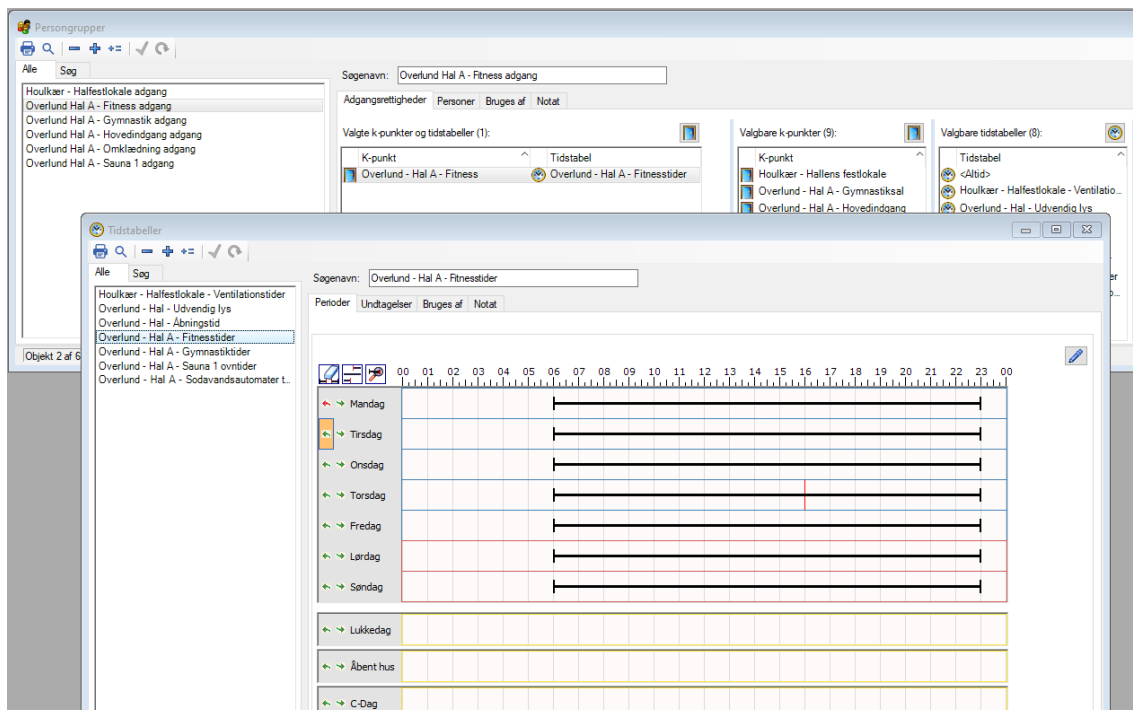 Persongrupper
Alle Søg
Houlkær - Halfestlokale adgang
Overlund Hal A - Fitness adgang
Overlund Hal A - Gymnastik adgang
Overlund Hal A - Hovedindgang adgang
Overlund Hal A - Omklædning adgang
Overlund Hal A - Sauna 1 adgang
Objekt 2 af 6
Søgenavn: Overlund Hal A - Fitness adgang
Adgangsrettigheder Personer Bruges af Notat
Valgte k-punkter og tidstabeller (1):
K-punkt Tidstabel
Overlund - Hal A - Fitness Overlund - Hal A - Fitnesstider
Valgbare k-punkter (9):
K-punkt
Houlkær - Hallens festlokale
Overlund - Hal A - Gymnastiksal
Overlund - Hal A - Hovedindgang
Valgbare tidstabeller (8):
Tidstabel
<Altid>
Houlkær - Halfestlokale - Ventilatio...
Overlund - Hal - Udvendig lys
Tidstabeller
Alle Søg
Houlkær - Halfestlokale - Ventilationstider
Overlund - Hal - Udvendig lys
Overlund - Hal - Åbningstid
Overlund - Hal A - Fitnesstider
Overlund - Hal A - Gymnastiktider
Overlund - Hal A - Sauna 1 ovntider
Overlund - Hal A - Sodavandsautomater t...
Søgenavn: Overlund - Hal A - Fitnesstider
Perioder Undtagelser Bruges af Notat
00 01 02 03 04 05 06 07 08 09 10 11 12 13 14 15 16 17 18 19 20 21 22 23 00
Mandag
Tirsdag
Onsdag
Torsdag
Fredag
Lørdag
Søndag
Lukkedag
Åbent hus
C-Dag